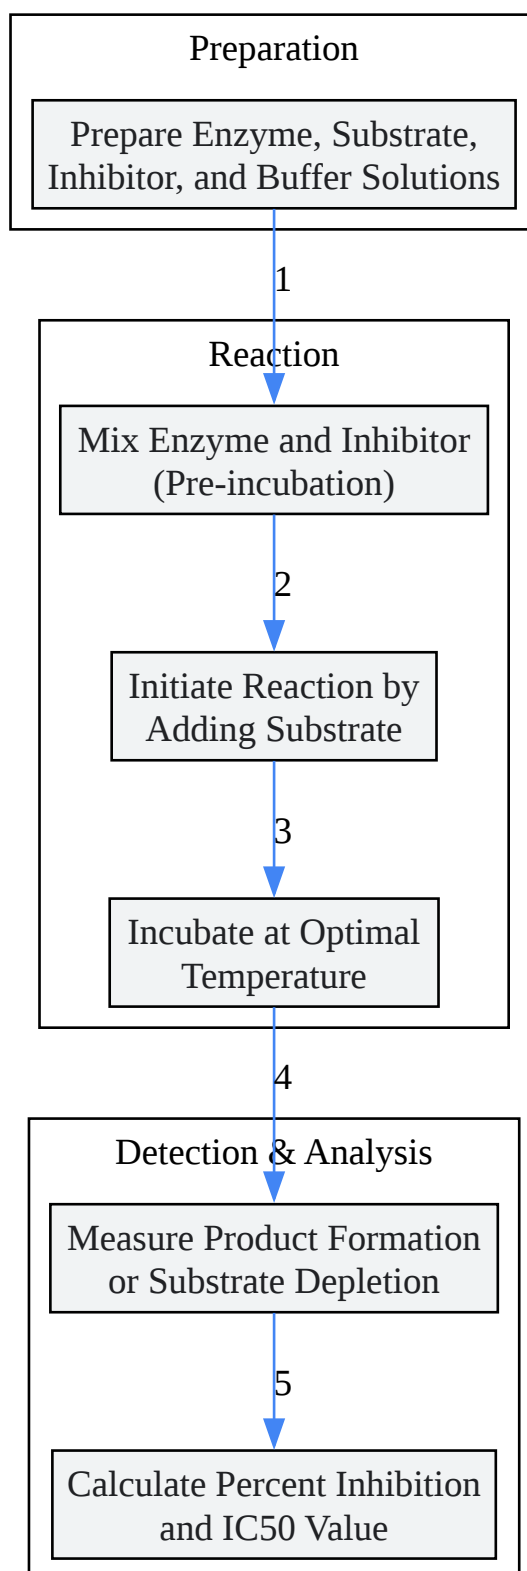 Preparation
Prepare Enzyme, Substrate,
Inhibitor, and Buffer Solutions
1
Reaction
Mix Enzyme and Inhibitor
(Pre-incubation)
2
Initiate Reaction by
Adding Substrate
3
Incubate at Optimal
Temperature
4
Detection & Analysis
Measure Product Formation
or Substrate Depletion
5
Calculate Percent Inhibition
and IC50 Value